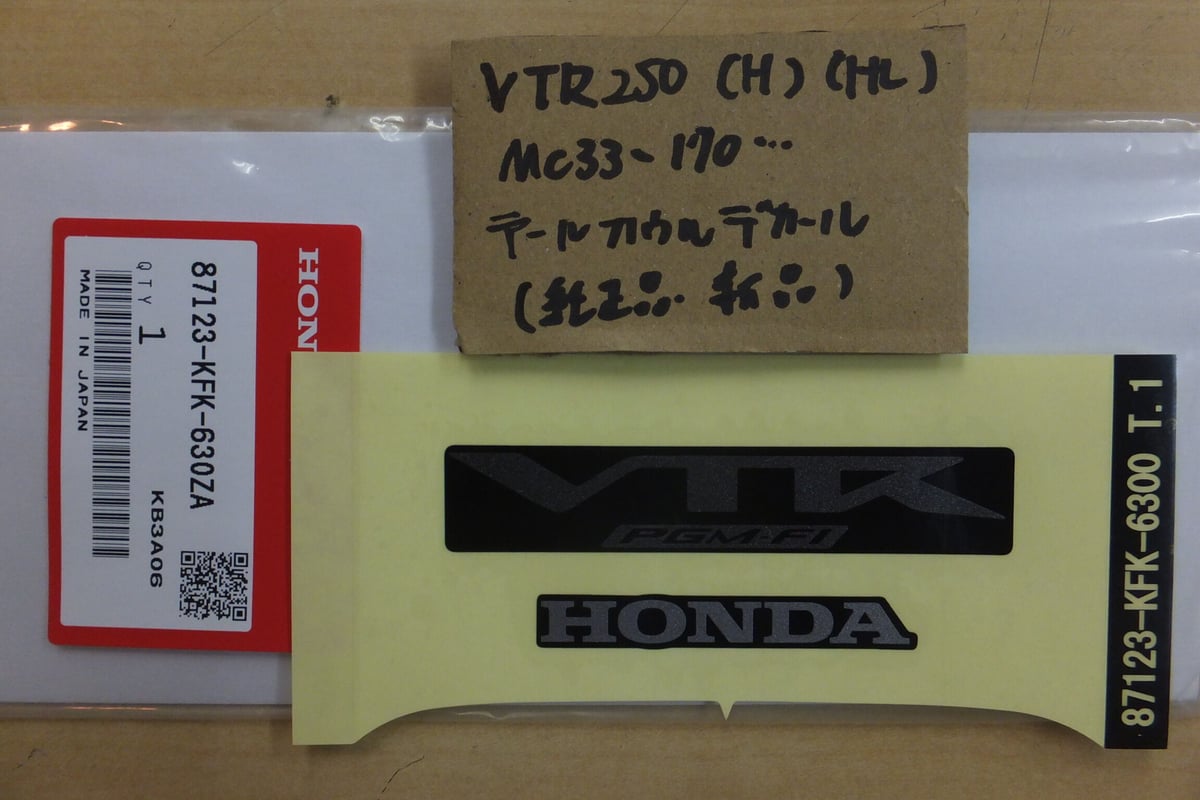 VTR250 (H) (HL)
MC33-170…
テールカウルデカール
(純正品・新品)
HON
87123-KFK-630ZA
QTY 1
MADE IN JAPAN
KB3A06
VTR
PGM-FI
HONDA
87123-KFK-6300 T.1